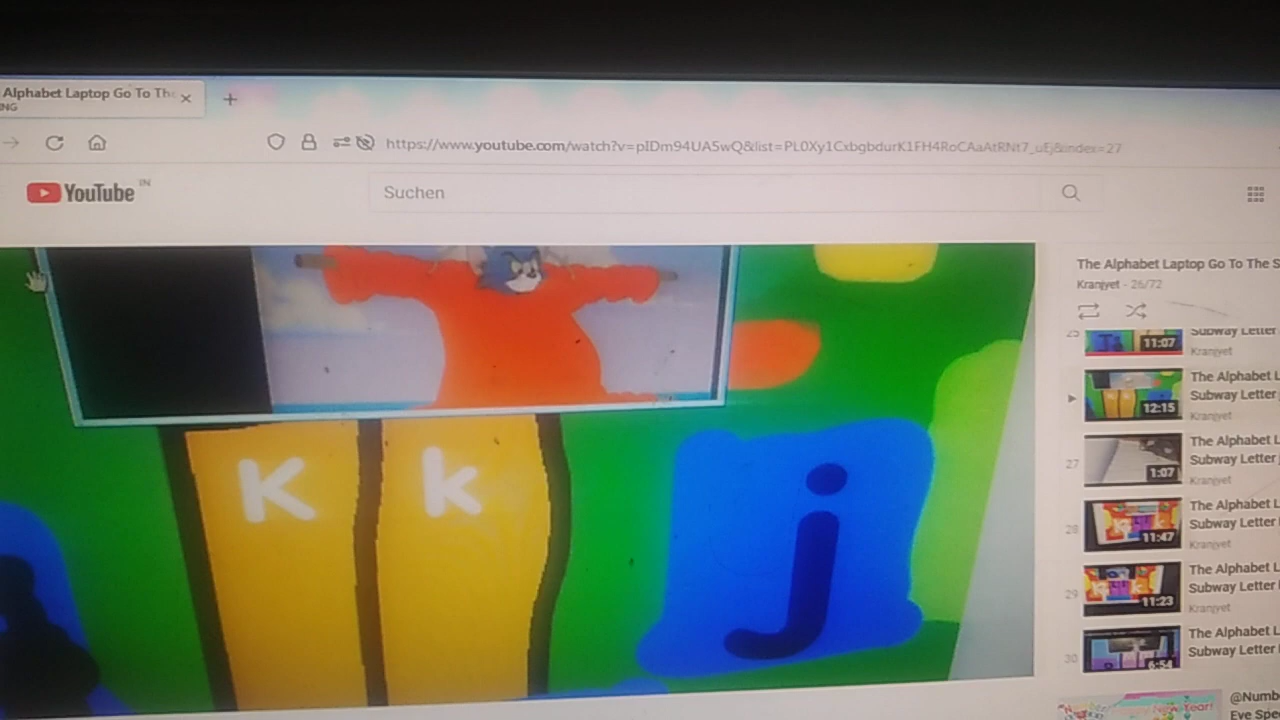 Alphabet Laptop Go To The
NG
https://www.youtube.com/watch?v=pIDm94UA5wQ&list=PL0Xy1CxbgbdurK1FH4RoCAaAtRNt7_uEj&index=27
YouTube IN
Suchen
K k
j
The Alphabet Laptop Go To The S
Kranjyet - 26/72
25
11:07
Subway Letter
Kranjyet
12:15
The Alphabet L
Subway Letter
Kranjyet
27
1:07
The Alphabet L
Subway Letter
Kranjyet
28
11:47
The Alphabet L
Subway Letter
Kranjyet
29
11:23
The Alphabet L
Subway Letter
Kranjyet
30
6:54
The Alphabet L
Subway Letter
@Numb
Eve Spe